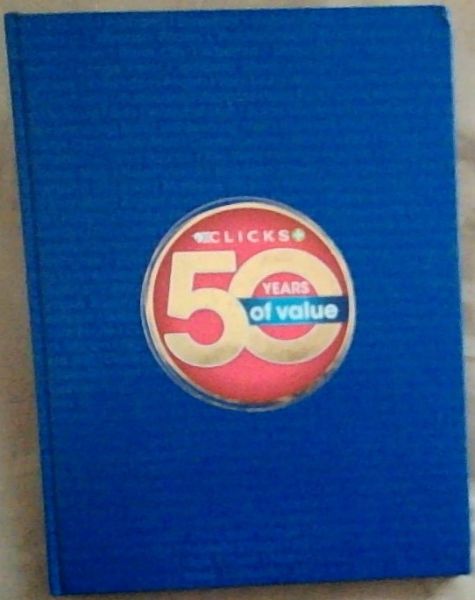 CLICKS
50
YEARS
of value